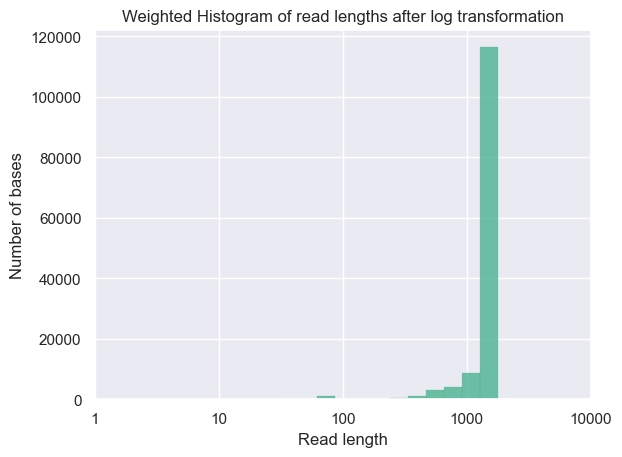 Weighted Histogram of read lengths after log transformation
120000
100000
80000
60000
40000
20000
0
Number of bases
1 10 100 1000 10000
Read length